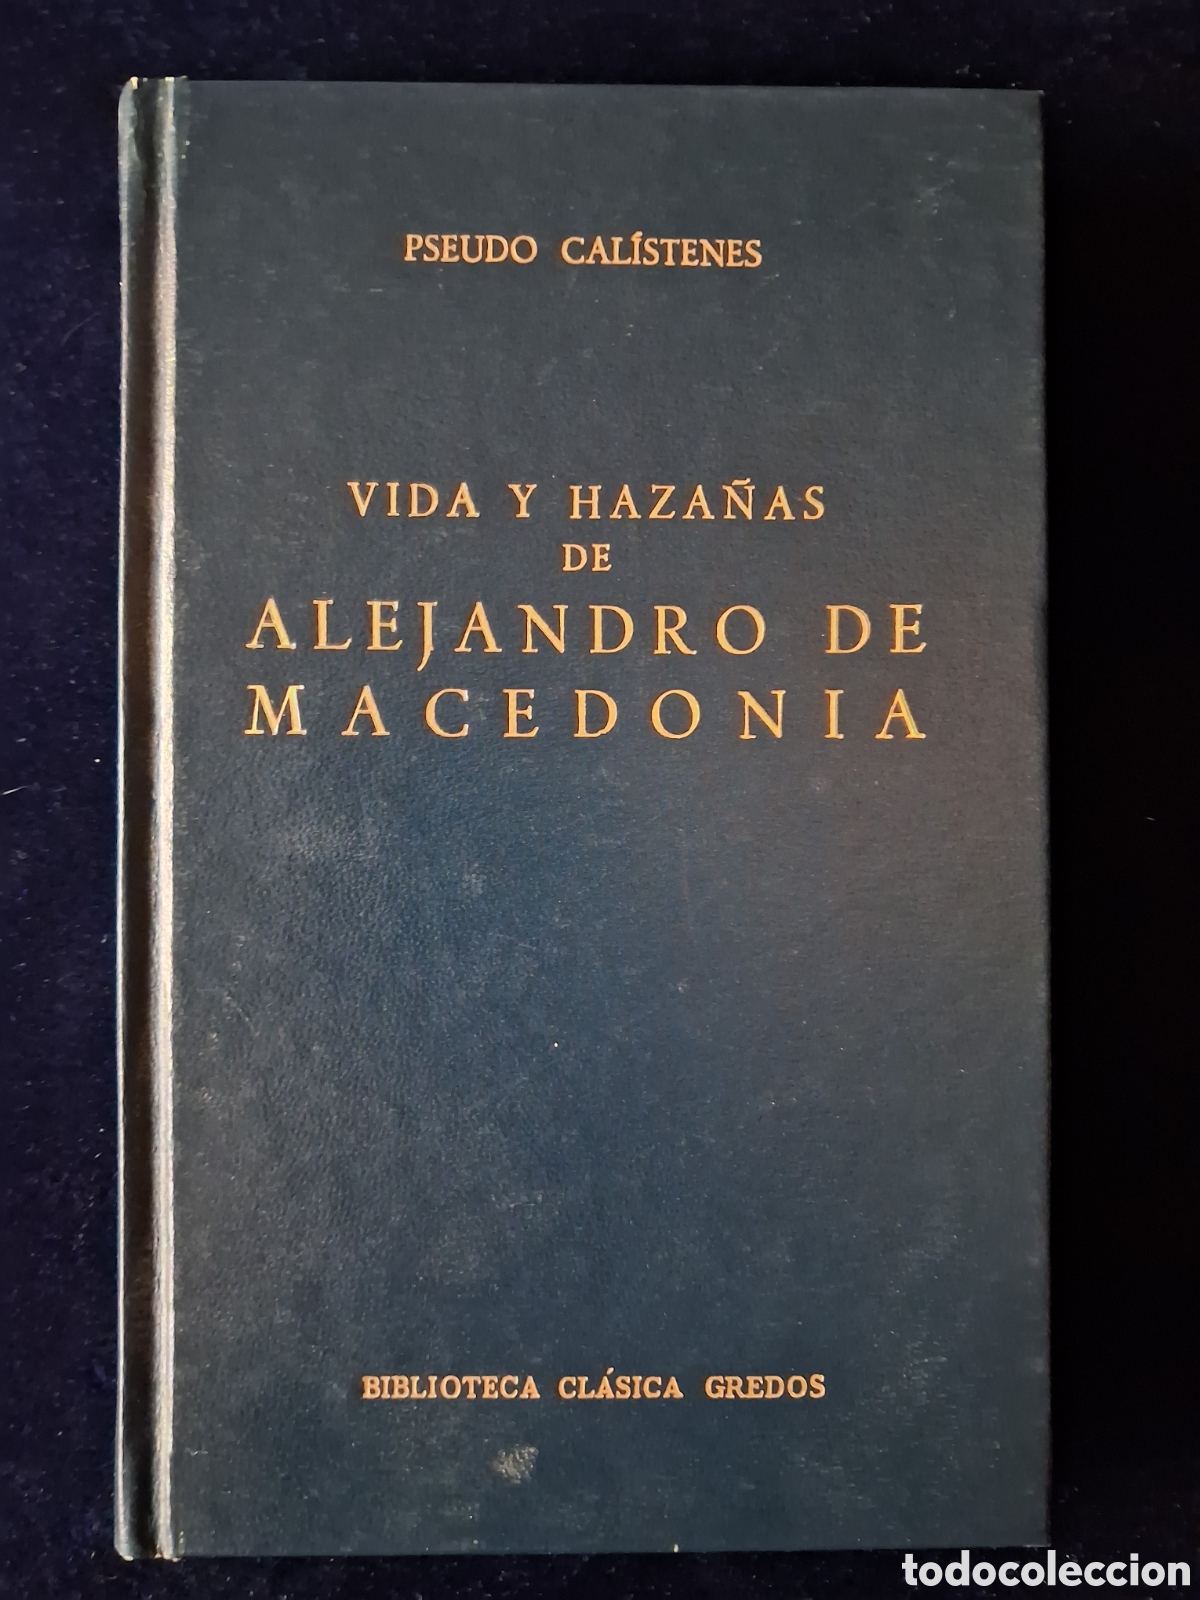 PSEUDO CALÍSTENES
VIDA Y HAZAÑAS
DE
ALEJANDRO DE
MACEDONIA
BIBLIOTECA CLÁSICA GREDOS
todocoleccion